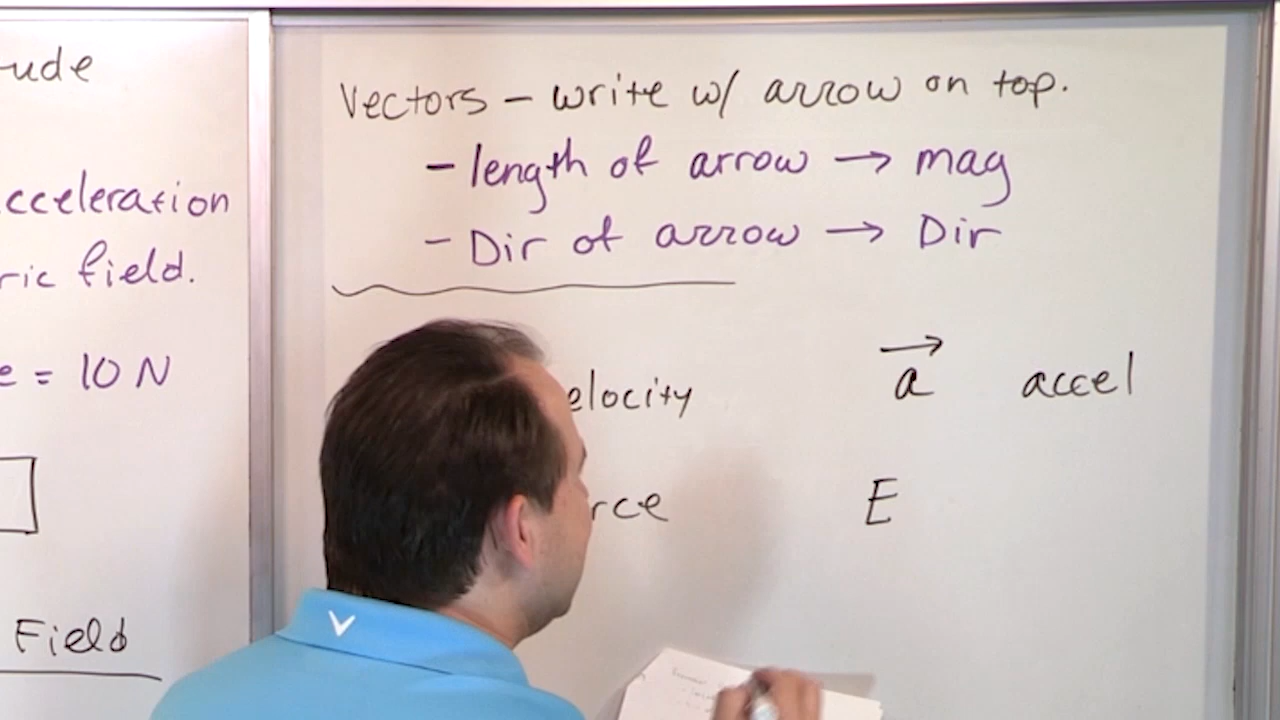 ude
cceleration
ric field.
e = 10 N
Field
Vectors – write w/ arrow on top.
– length of arrow → mag
– Dir of arrow → Dir
elocity
→
a accel
rce
E